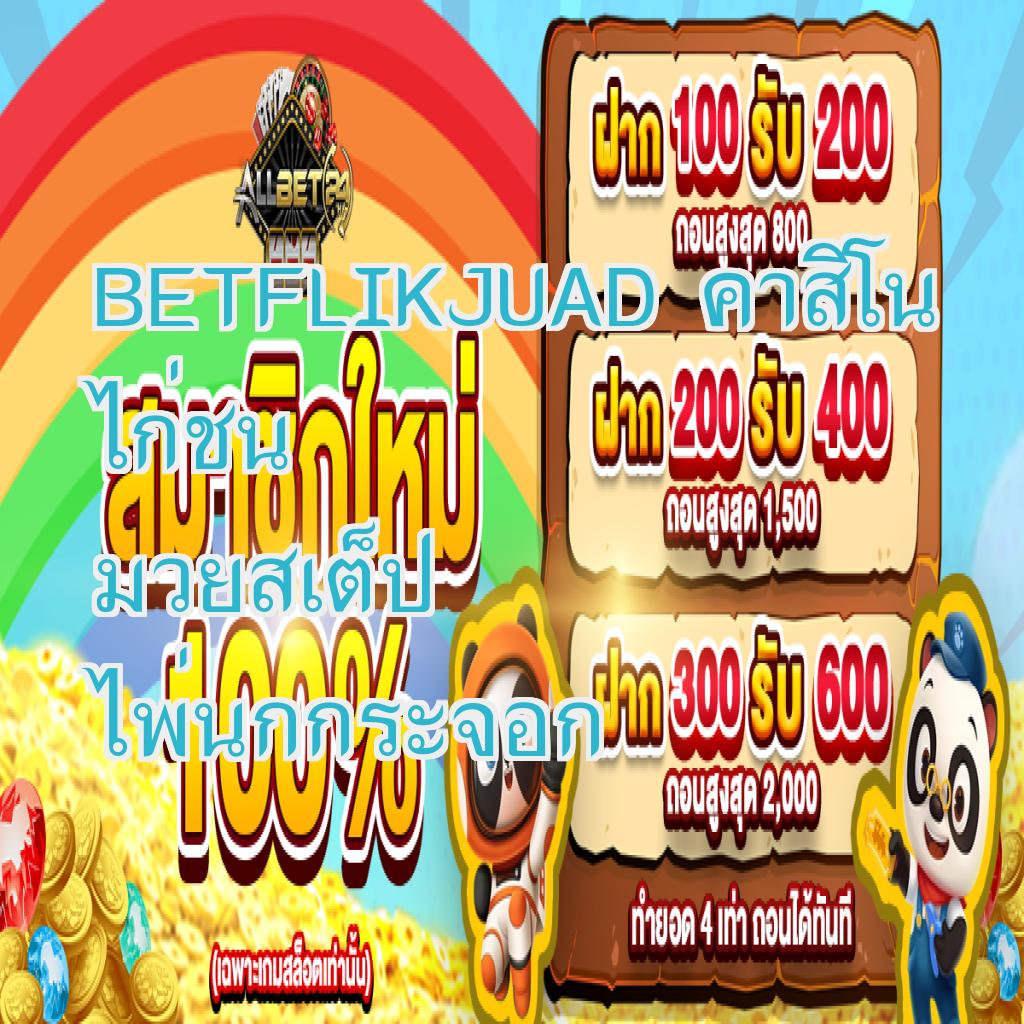 ALLBET24
BETFLIKJUAD คาสิโน
ไก่ชน
มวยสเต็ป
ไพ่นกกระจอก
สมาชิกใหม่
100%
(เฉพาะเกมสล็อตเท่านั้น)
ฝาก 100 รับ 200
ถอนสูงสุด 800
ฝาก 200 รับ 400
ถอนสูงสุด 1,500
ฝาก 300 รับ 600
ถอนสูงสุด 2,000
ทำยอด 4 เท่า ถอนได้ทันที